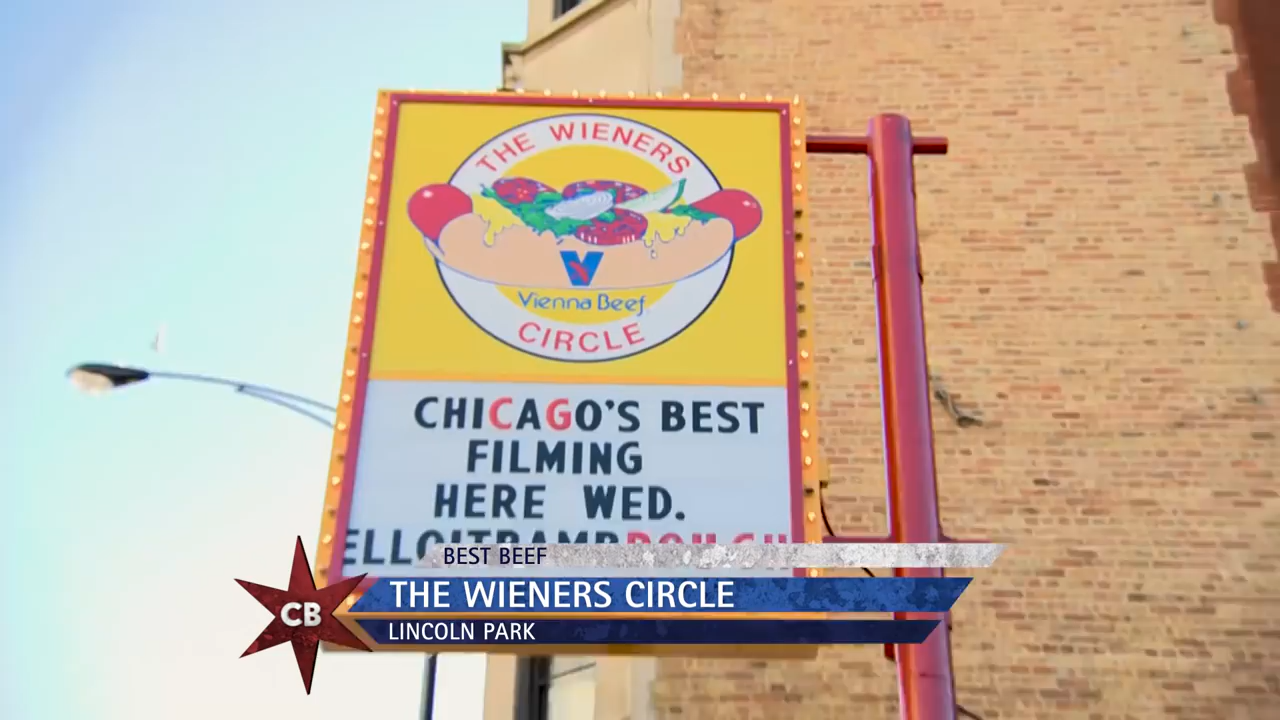 THE WIENERS
V
Vienna Beef
CIRCLE
CHICAGO'S BEST
FILMING
HERE WED.
BEST BEEF
CB
THE WIENERS CIRCLE
LINCOLN PARK